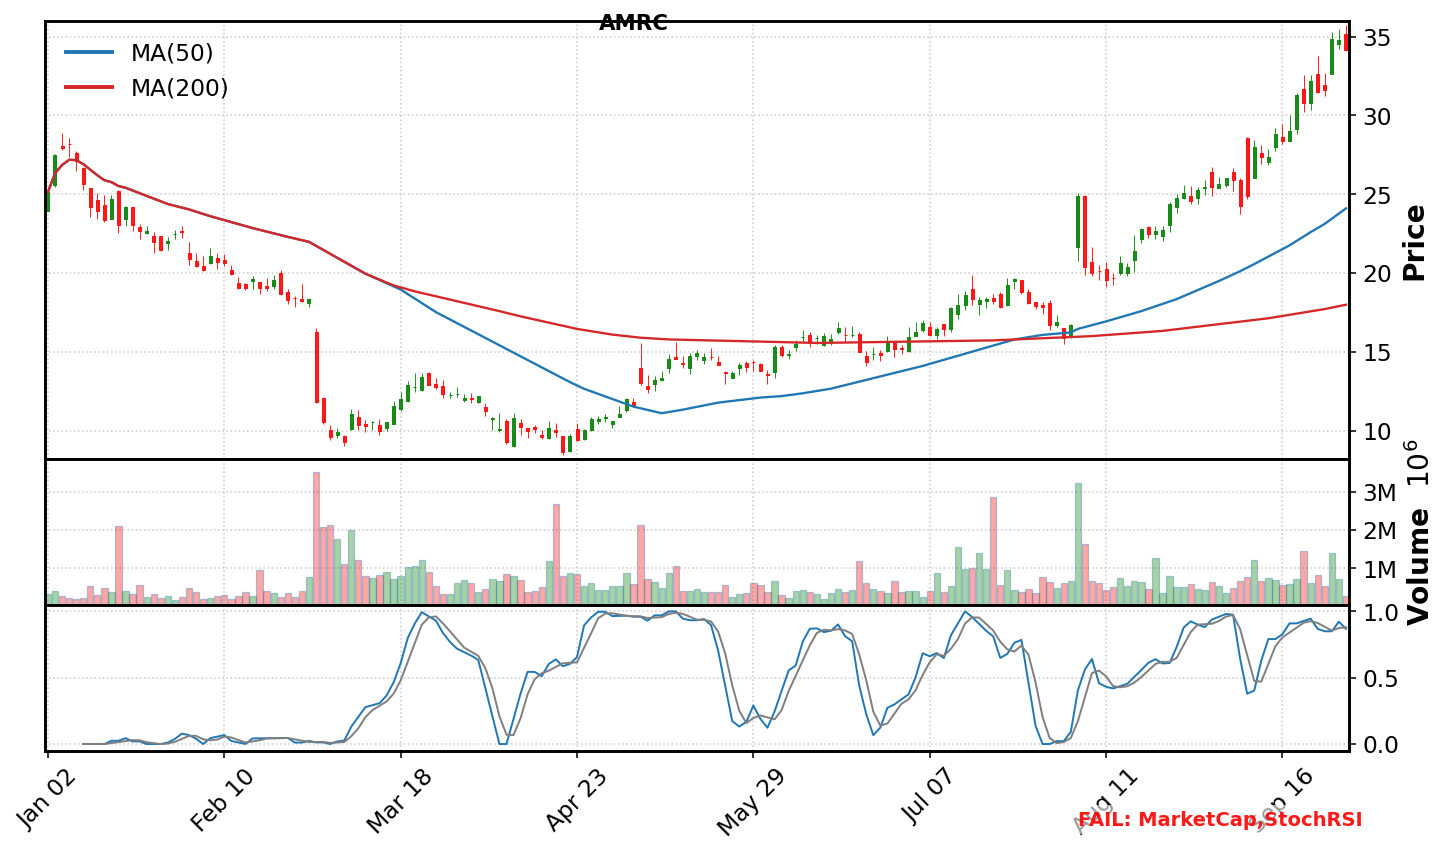 AMRC
MA(50)
MA(200)
35
30
25
20
15
10
Price
3M
2M
1M
Volume 10⁶
1.0
0.5
0.0
Jan 02
Feb 10
Mar 18
Apr 23
May 29
Jul 07
Aug 11
Sep 16
FAIL: MarketCap,StochRSI